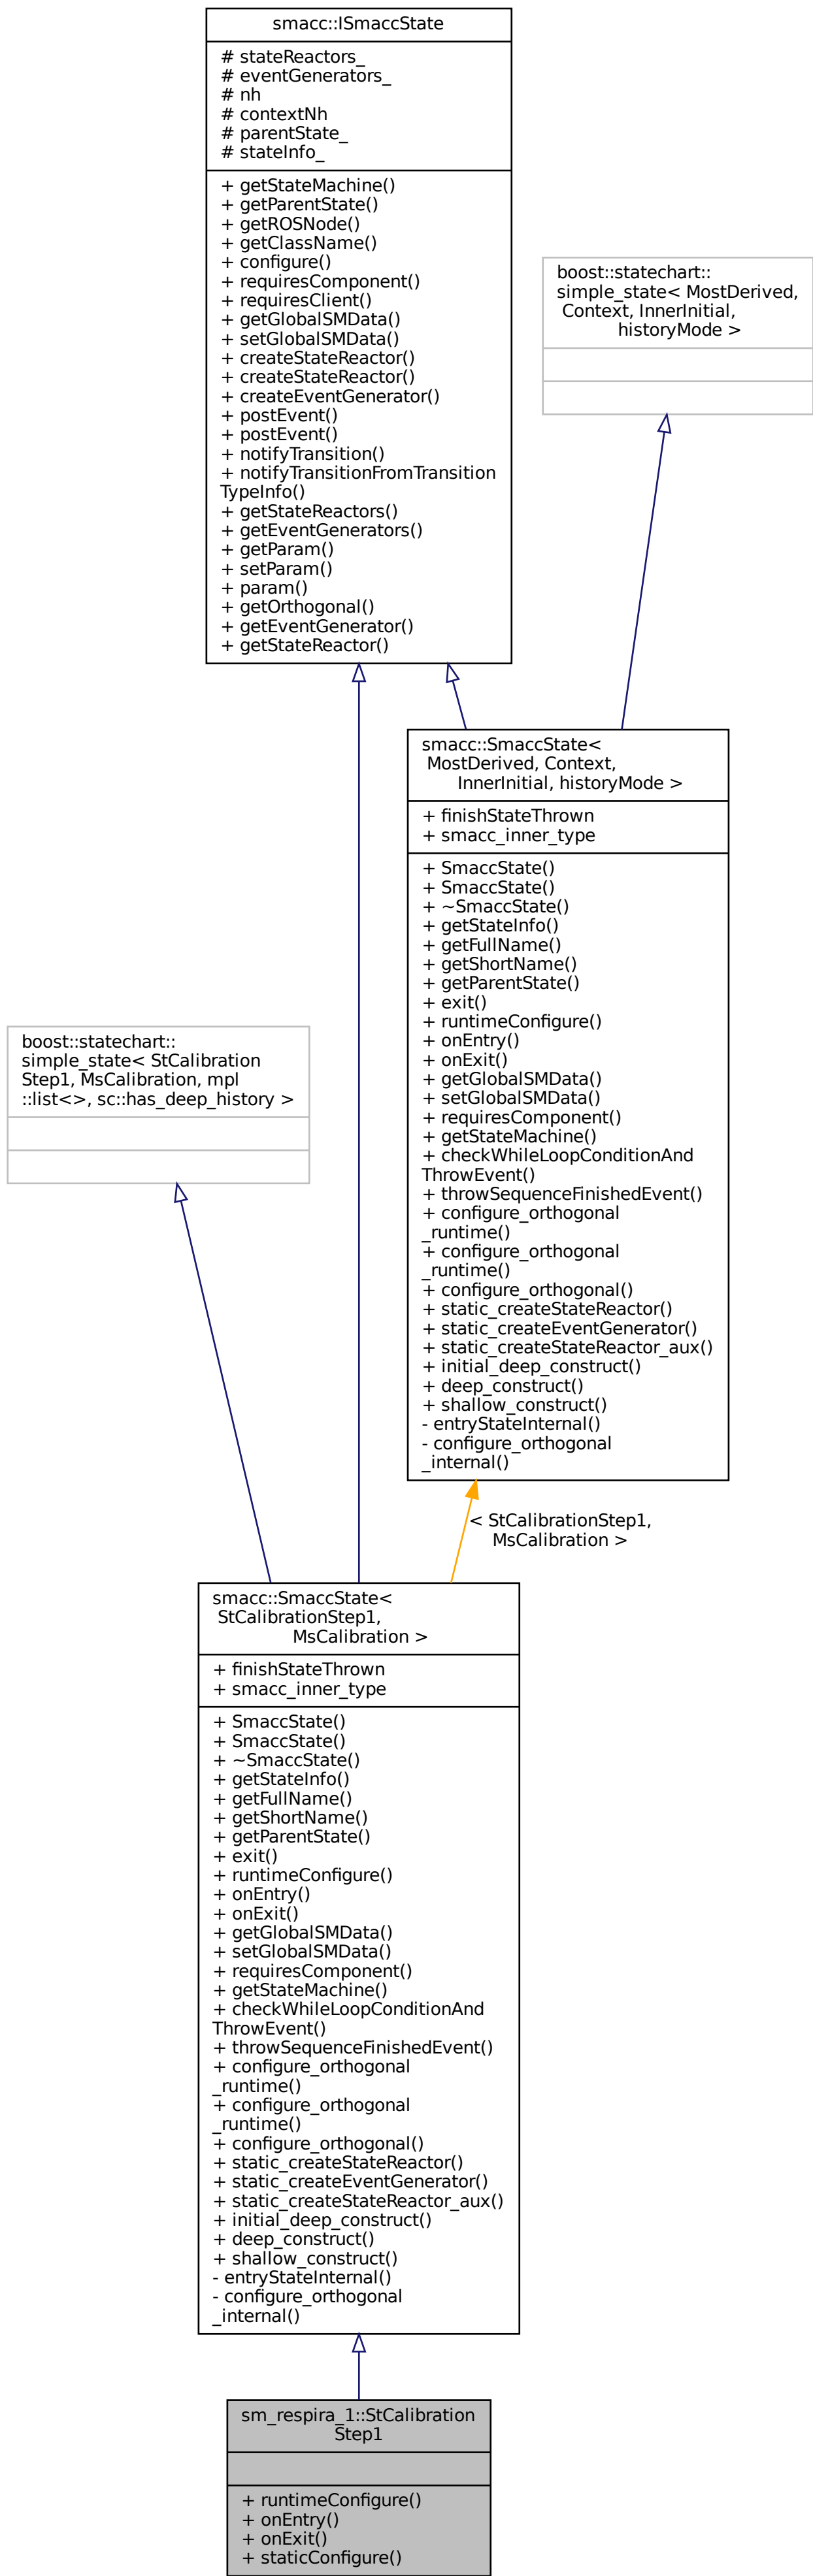 smacc::ISmaccState
# stateReactors_
# eventGenerators_
# nh
# contextNh
# parentState_
# stateInfo_
+ getStateMachine()
+ getParentState()
+ getROSNode()
+ getClassName()
+ configure()
+ requiresComponent()
+ requiresClient()
+ getGlobalSMData()
+ setGlobalSMData()
+ createStateReactor()
+ createStateReactor()
+ createEventGenerator()
+ postEvent()
+ postEvent()
+ notifyTransition()
+ notifyTransitionFromTransition
TypeInfo()
+ getStateReactors()
+ getEventGenerators()
+ getParam()
+ setParam()
+ param()
+ getOrthogonal()
+ getEventGenerator()
+ getStateReactor()
boost::statechart::
simple_state< MostDerived,
Context, InnerInitial,
historyMode >
smacc::SmaccState<
MostDerived, Context,
InnerInitial, historyMode >
+ finishStateThrown
+ smacc_inner_type
+ SmaccState()
+ SmaccState()
+ ~SmaccState()
+ getStateInfo()
+ getFullName()
+ getShortName()
+ getParentState()
+ exit()
+ runtimeConfigure()
+ onEntry()
+ onExit()
+ getGlobalSMData()
+ setGlobalSMData()
+ requiresComponent()
+ getStateMachine()
+ checkWhileLoopConditionAnd
ThrowEvent()
+ throwSequenceFinishedEvent()
+ configure_orthogonal
_runtime()
+ configure_orthogonal
_runtime()
+ configure_orthogonal()
+ static_createStateReactor()
+ static_createEventGenerator()
+ static_createStateReactor_aux()
+ initial_deep_construct()
+ deep_construct()
+ shallow_construct()
- entryStateInternal()
- configure_orthogonal
_internal()
boost::statechart::
simple_state< StCalibration
Step1, MsCalibration, mpl
::list<>, sc::has_deep_history >
< StCalibrationStep1,
MsCalibration >
smacc::SmaccState<
StCalibrationStep1,
MsCalibration >
+ finishStateThrown
+ smacc_inner_type
+ SmaccState()
+ SmaccState()
+ ~SmaccState()
+ getStateInfo()
+ getFullName()
+ getShortName()
+ getParentState()
+ exit()
+ runtimeConfigure()
+ onEntry()
+ onExit()
+ getGlobalSMData()
+ setGlobalSMData()
+ requiresComponent()
+ getStateMachine()
+ checkWhileLoopConditionAnd
ThrowEvent()
+ throwSequenceFinishedEvent()
+ configure_orthogonal
_runtime()
+ configure_orthogonal
_runtime()
+ configure_orthogonal()
+ static_createStateReactor()
+ static_createEventGenerator()
+ static_createStateReactor_aux()
+ initial_deep_construct()
+ deep_construct()
+ shallow_construct()
- entryStateInternal()
- configure_orthogonal
_internal()
sm_respira_1::StCalibration
Step1
+ runtimeConfigure()
+ onEntry()
+ onExit()
+ staticConfigure()